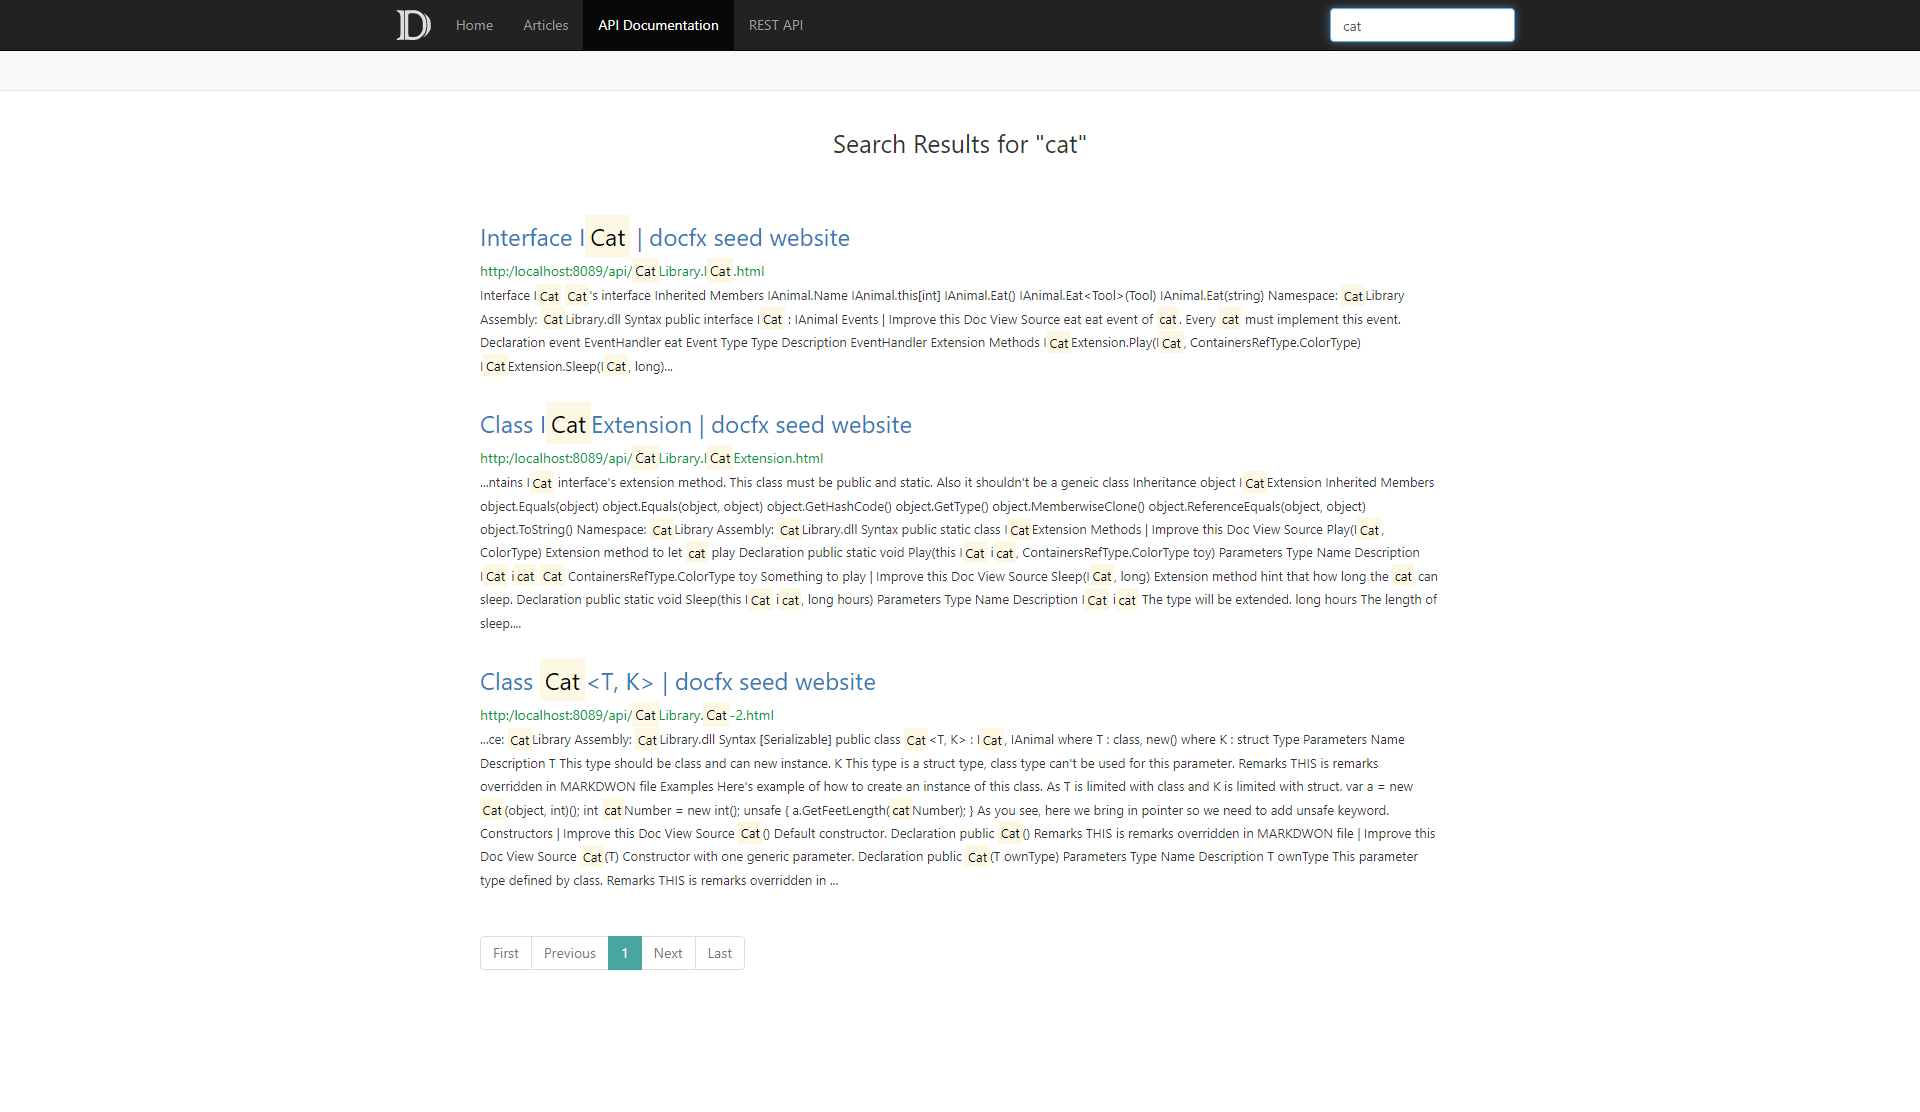 Home Articles API Documentation REST API cat
Search Results for "cat"
Interface ICat | docfx seed website
http:/localhost:8089/api/CatLibrary.ICat.html
Interface ICat Cat's interface Inherited Members IAnimal.Name IAnimal.this[int] IAnimal.Eat() IAnimal.Eat<Tool>(Tool) IAnimal.Eat(string) Namespace: CatLibrary
Assembly: CatLibrary.dll Syntax public interface ICat : IAnimal Events | Improve this Doc View Source eat eat event of cat. Every cat must implement this event.
Declaration event EventHandler eat Event Type Type Description EventHandler Extension Methods ICatExtension.Play(ICat, ContainersRefType.ColorType)
ICatExtension.Sleep(ICat, long)...
Class ICatExtension | docfx seed website
http:/localhost:8089/api/CatLibrary.ICatExtension.html
...ntains ICat interface's extension method. This class must be public and static. Also it shouldn't be a geneic class Inheritance object ICatExtension Inherited Members
object.Equals(object) object.Equals(object, object) object.GetHashCode() object.GetType() object.MemberwiseClone() object.ReferenceEquals(object, object)
object.ToString() Namespace: CatLibrary Assembly: CatLibrary.dll Syntax public static class ICatExtension Methods | Improve this Doc View Source Play(ICat,
ColorType) Extension method to let cat play Declaration public static void Play(this ICat icat, ContainersRefType.ColorType toy) Parameters Type Name Description
ICat icat Cat ContainersRefType.ColorType toy Something to play | Improve this Doc View Source Sleep(ICat, long) Extension method hint that how long the cat can
sleep. Declaration public static void Sleep(this ICat icat, long hours) Parameters Type Name Description ICat icat The type will be extended. long hours The length of
sleep....
Class Cat<T, K> | docfx seed website
http:/localhost:8089/api/CatLibrary.Cat-2.html
...ce: CatLibrary Assembly: CatLibrary.dll Syntax [Serializable] public class Cat<T, K> : ICat, IAnimal where T : class, new() where K : struct Type Parameters Name
Description T This type should be class and can new instance. K This type is a struct type, class type can't be used for this parameter. Remarks THIS is remarks
overridden in MARKDWON file Examples Here's example of how to create an instance of this class. As T is limited with class and K is limited with struct. var a = new
Cat(object, int)(); int catNumber = new int(); unsafe { a.GetFeetLength(catNumber); } As you see, here we bring in pointer so we need to add unsafe keyword.
Constructors | Improve this Doc View Source Cat() Default constructor. Declaration public Cat() Remarks THIS is remarks overridden in MARKDWON file | Improve this
Doc View Source Cat(T) Constructor with one generic parameter. Declaration public Cat(T ownType) Parameters Type Name Description T ownType This parameter
type defined by class. Remarks THIS is remarks overridden in ...
First Previous 1 Next Last